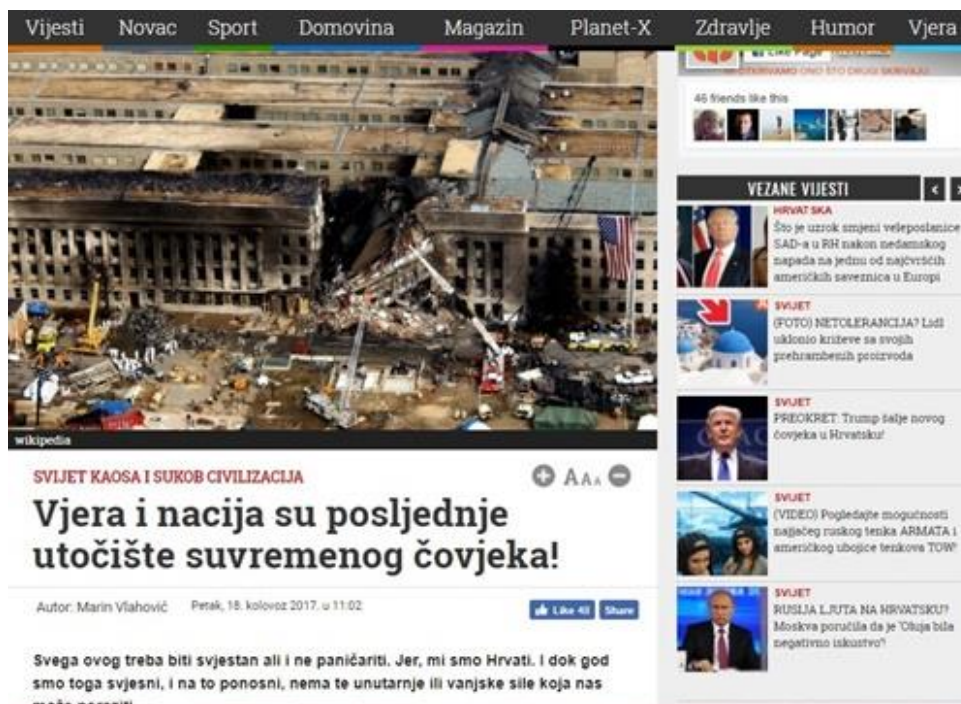 Vijesti Novac Sport Domovina Magazin Planet-X Zdravlje Humor Vjera
46 friends like this
VEZANE VIJESTI
HRVATSKA
Što je uzrok smjeni veleposlanice
SAD-a u RH nakon nedamskog
napada na jednu od najčvršćih
američkih saveznica u Europi
SVIJET
(FOTO) NETOLERANCIJA? Lidl
uklonio križeve sa svojih
prehrambenih proizvoda
SVIJET
PREOKRET: Trump šalje novog
čovjeka u Hrvatsku!
SVIJET
(VIDEO) Pogledajte mogućnosti
najjačeg ruskog tenka ARMATA i
američkog ubojice tenkova TOW!
SVIJET
RUSIJA LJUTA NA HRVATSKU?
Moskva poručila da je 'Oluja bila
negativno iskustvo'!
wikipedia
SVIJET KAOSA I SUKOB CIVILIZACIJA
AAA
Vjera i nacija su posljednje
utočište suvremenog čovjeka!
Autor: Marin Vlahović Petak, 18. kolovoz 2017. u 11:02
Like 40 Share
Svega ovog treba biti svjestan ali i ne paničariti. Jer, mi smo Hrvati. I dok god
smo toga svjesni, i na to ponosni, nema te unutarnje ili vanjske sile koja nas